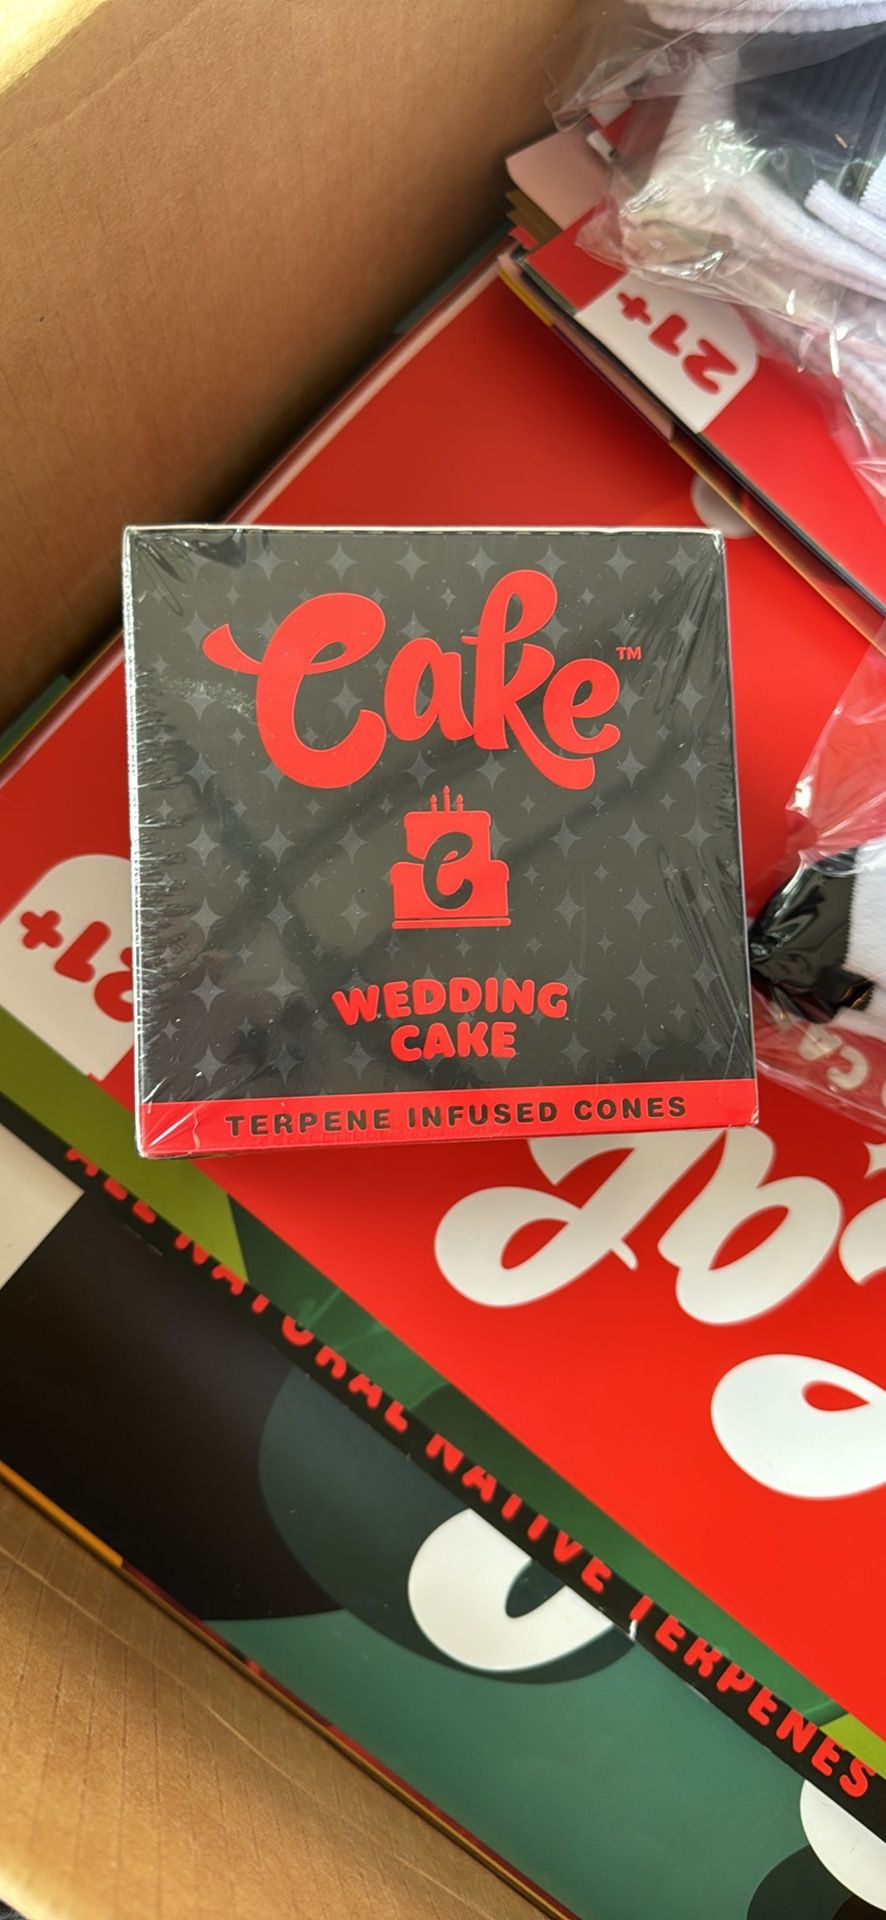 21+
Cake™
e
WEDDING
CAKE
TERPENE INFUSED CONES
21+
ALL NATURAL NATIVE TERPENES